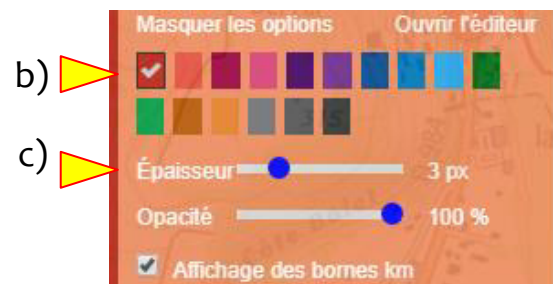 Masquer les options Ouvrir l'éditeur
b)
c)
Épaisseur 3 px
Opacité 100 %
Affichage des bornes km